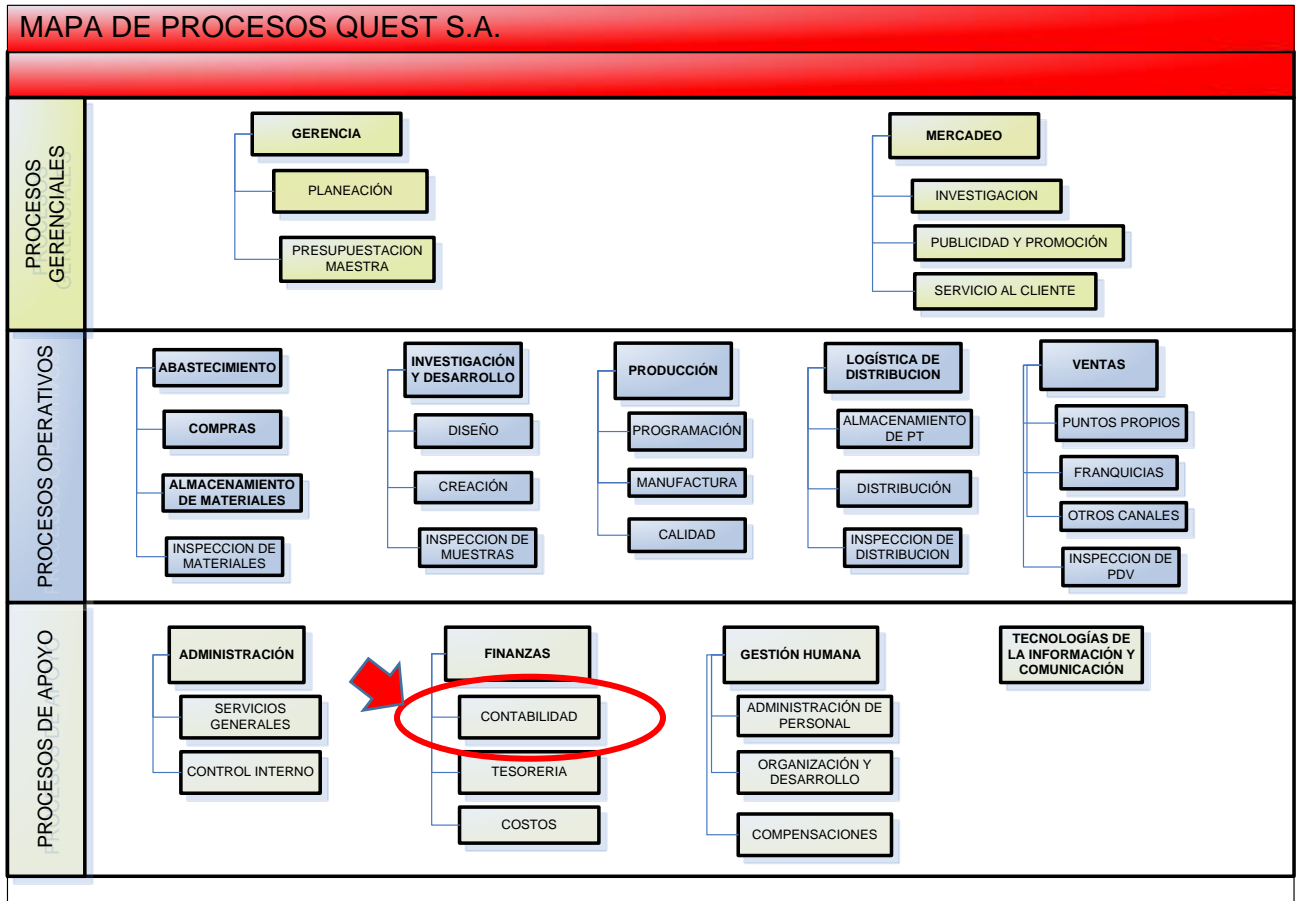 MAPA DE PROCESOS QUEST S.A.
PROCESOS
GERENCIALES
GERENCIA
PLANEACIÓN
PRESUPUESTACION
MAESTRA
MERCADEO
INVESTIGACION
PUBLICIDAD Y PROMOCIÓN
SERVICIO AL CLIENTE
PROCESOS OPERATIVOS
ABASTECIMIENTO
COMPRAS
ALMACENAMIENTO
DE MATERIALES
INSPECCION DE
MATERIALES
INVESTIGACIÓN
Y DESARROLLO
DISEÑO
CREACIÓN
INSPECCION DE
MUESTRAS
PRODUCCIÓN
PROGRAMACIÓN
MANUFACTURA
CALIDAD
LOGÍSTICA DE
DISTRIBUCION
ALMACENAMIENTO
DE PT
DISTRIBUCIÓN
INSPECCION DE
DISTRIBUCION
VENTAS
PUNTOS PROPIOS
FRANQUICIAS
OTROS CANALES
INSPECCION DE
PDV
PROCESOS DE APOYO
ADMINISTRACIÓN
SERVICIOS
GENERALES
CONTROL INTERNO
FINANZAS
CONTABILIDAD
TESORERIA
COSTOS
GESTIÓN HUMANA
ADMINISTRACIÓN DE
PERSONAL
ORGANIZACIÓN Y
DESARROLLO
COMPENSACIONES
TECNOLOGÍAS DE
LA INFORMACIÓN Y
COMUNICACIÓN